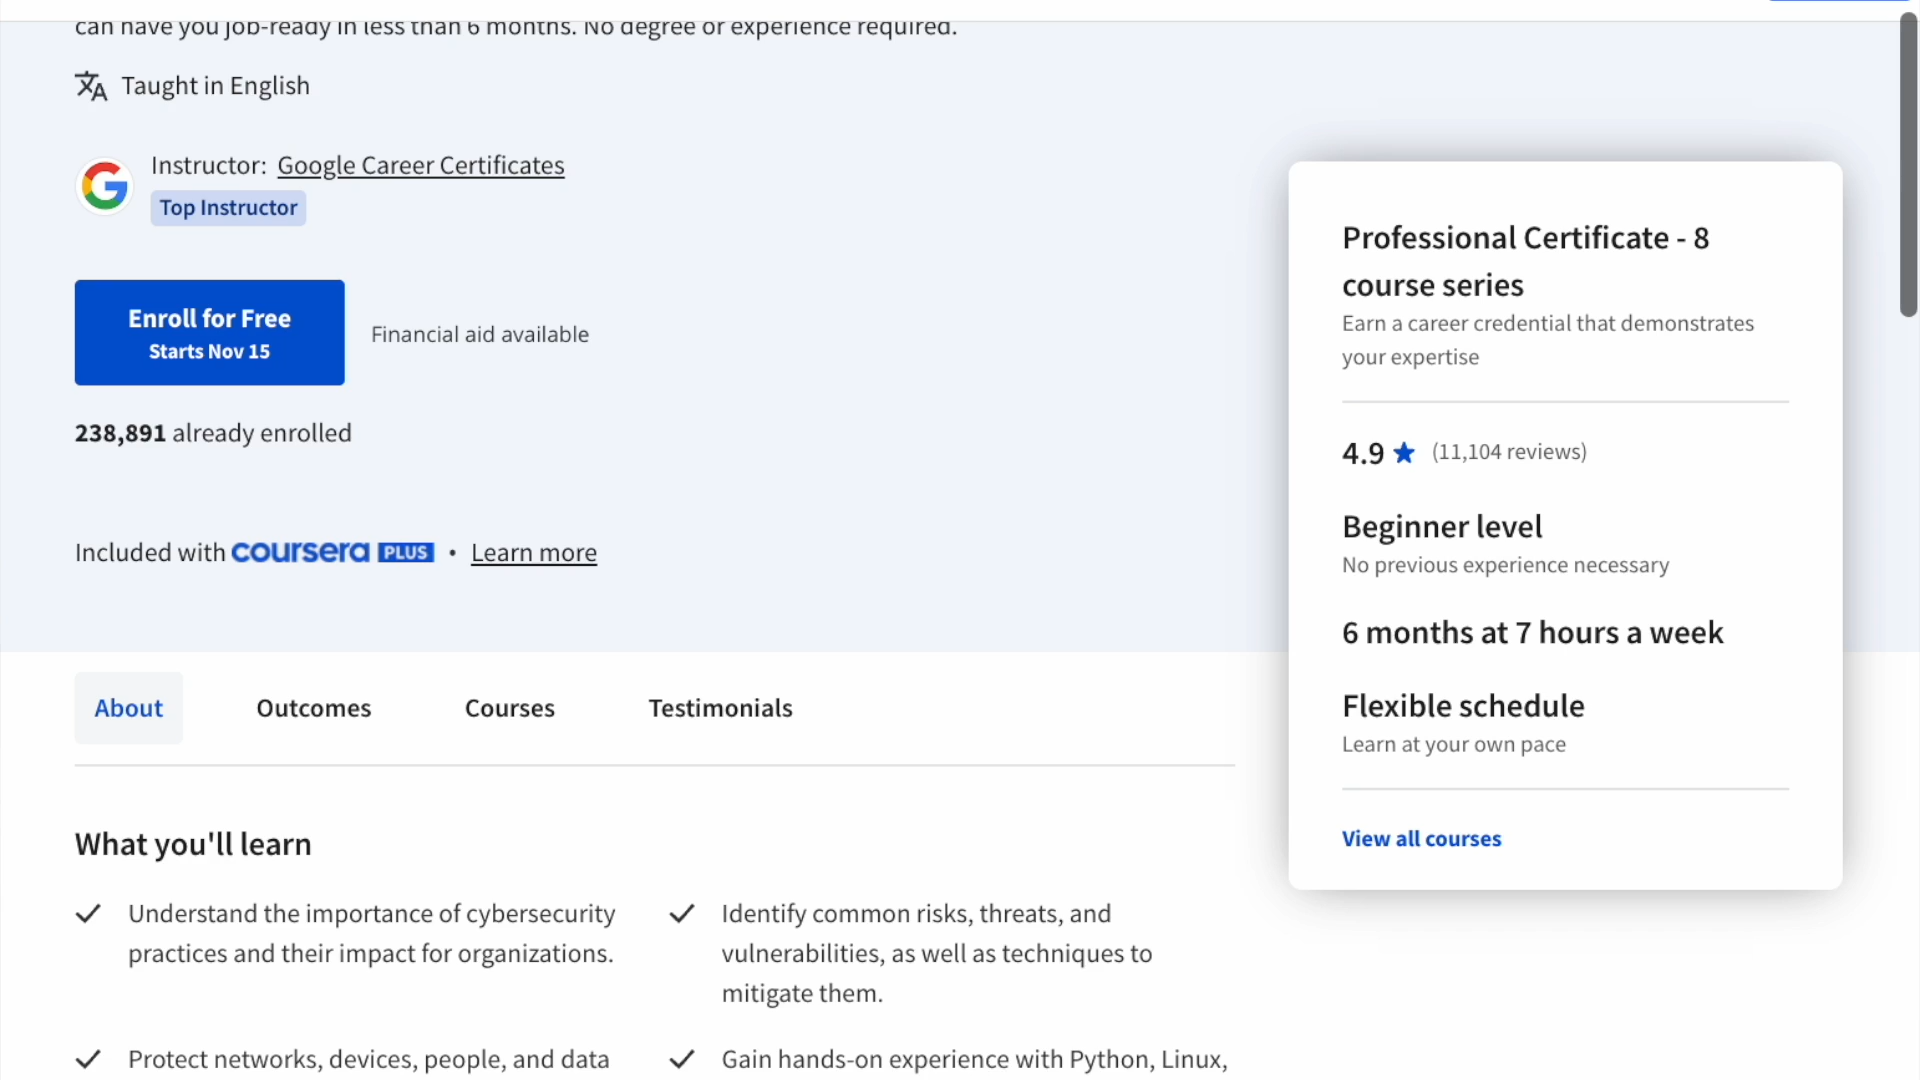 can have you job-ready in less than 6 months. No degree or experience required.
Taught in English
Instructor: Google Career Certificates
Top Instructor
Enroll for Free
Starts Nov 15
Financial aid available
238,891 already enrolled
Included with coursera PLUS • Learn more
Professional Certificate - 8
course series
Earn a career credential that demonstrates
your expertise
4.9 ★ (11,104 reviews)
Beginner level
No previous experience necessary
6 months at 7 hours a week
Flexible schedule
Learn at your own pace
View all courses
About Outcomes Courses Testimonials
What you'll learn
Understand the importance of cybersecurity
practices and their impact for organizations.
Identify common risks, threats, and
vulnerabilities, as well as techniques to
mitigate them.
Protect networks, devices, people, and data
Gain hands-on experience with Python, Linux,